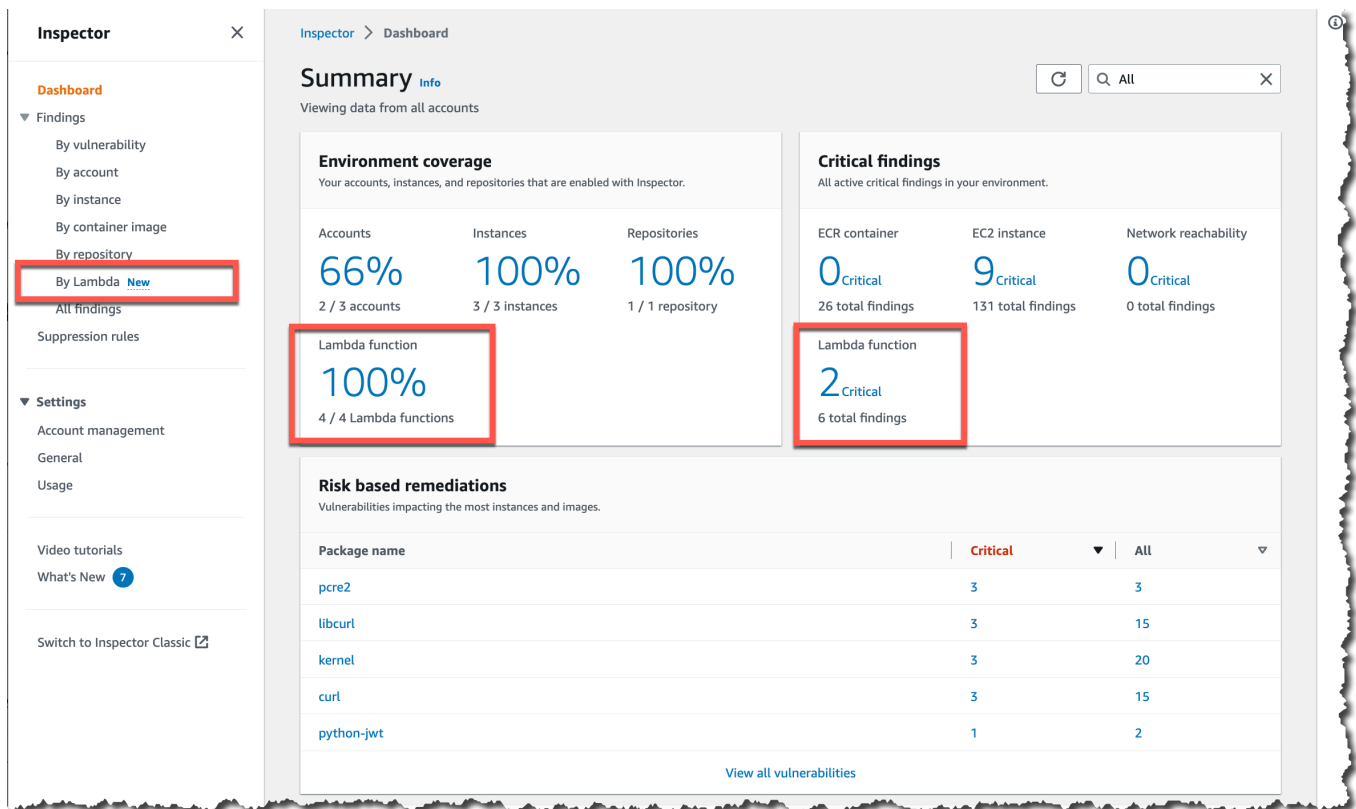 Inspector
Dashboard
Findings
By vulnerability
By account
By instance
By container image
By repository
By Lambda New
All findings
Suppression rules
Settings
Account management
General
Usage
Video tutorials
What's New 7
Switch to Inspector Classic
Inspector > Dashboard
Summary Info
Viewing data from all accounts
All
Environment coverage
Your accounts, instances, and repositories that are enabled with Inspector.
Accounts
66%
2 / 3 accounts
Instances
100%
3 / 3 instances
Repositories
100%
1 / 1 repository
Lambda function
100%
4 / 4 Lambda functions
Critical findings
All active critical findings in your environment.
ECR container
0 Critical
26 total findings
EC2 instance
9 Critical
131 total findings
Network reachability
0 Critical
0 total findings
Lambda function
2 Critical
6 total findings
Risk based remediations
Vulnerabilities impacting the most instances and images.
Package name Critical All
pcre2 3 3
libcurl 3 15
kernel 3 20
curl 3 15
python-jwt 1 2
View all vulnerabilities